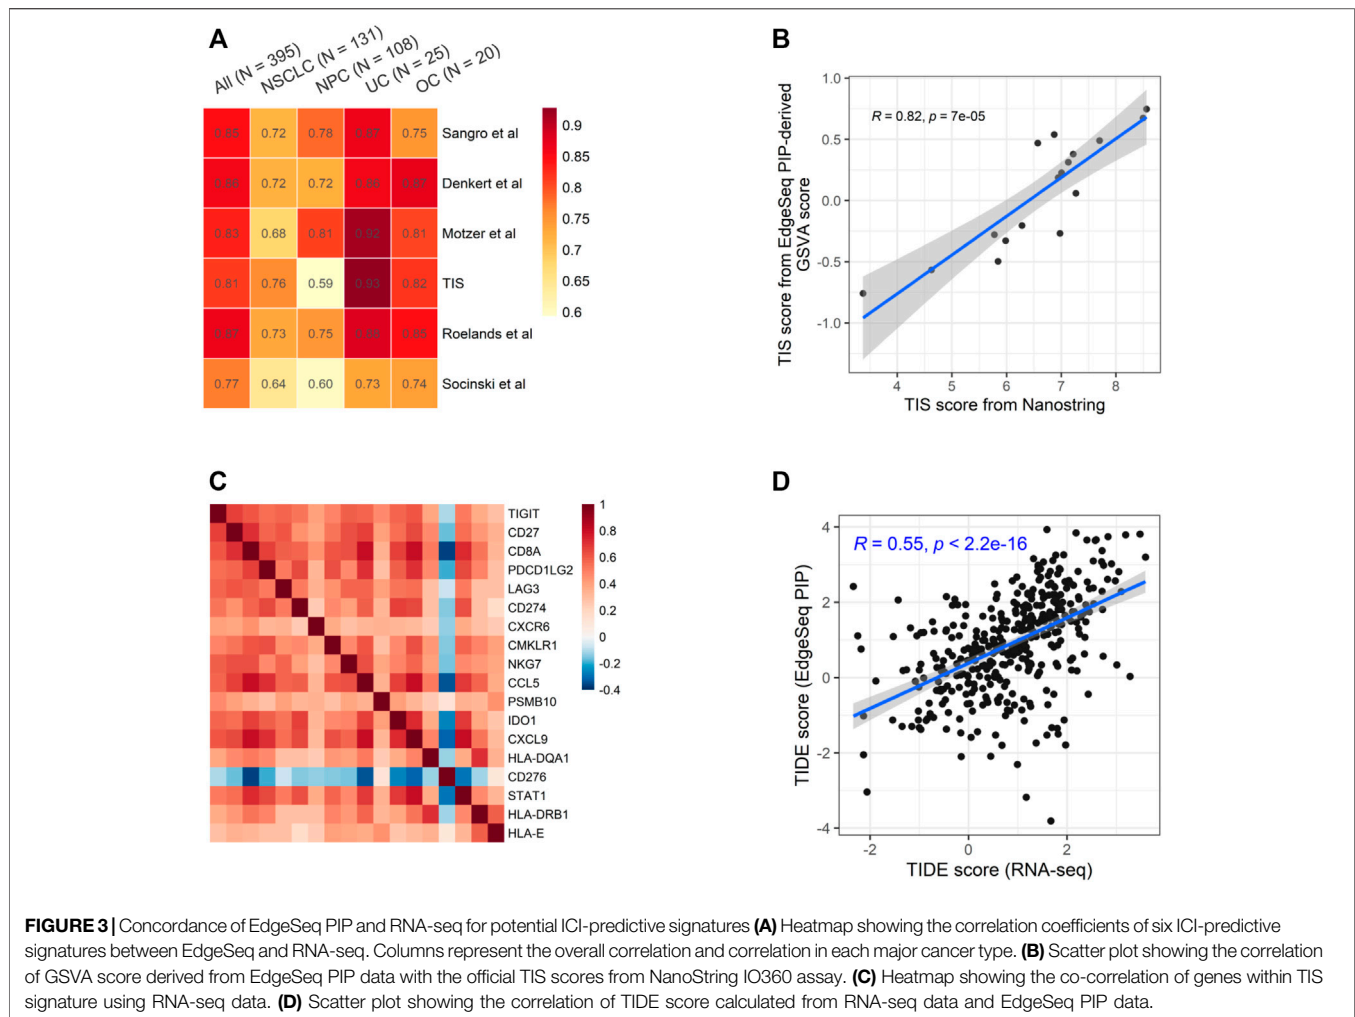 A
All (N = 395)
NSCLC (N = 131)
NPC (N = 108)
UC (N = 25)
OC (N = 20)
0.85 0.72 0.78 0.87 0.75 Sangro et al
0.72 0.72 Denkert et al
0.83 0.68 0.81 0.92 0.81 Motzer et al
0.81 0.76 0.59 0.93 0.82 TIS
0.87 0.73 0.75 Roelands et al
0.77 0.64 0.60 0.73 0.74 Socinski et al
0.9
0.85
0.8
0.75
0.7
0.65
0.6
B
R = 0.82, p = 7e-05
TIS score from EdgeSeq PIP-derived
GSVA score
1.0
0.5
0.0
-0.5
-1.0
4 5 6 7 8
TIS score from Nanostring
C
TIGIT
CD27
CD8A
PDCD1LG2
LAG3
CD274
CXCR6
CMKLR1
NKG7
CCL5
PSMB10
IDO1
CXCL9
HLA-DQA1
CD276
STAT1
HLA-DRB1
HLA-E
1
0.8
0.6
0.4
0.2
0
-0.2
-0.4
D
R = 0.55, p < 2.2e-16
TIDE score (EdgeSeq PIP)
4
2
0
-2
-4
-2 0 2
TIDE score (RNA-seq)
FIGURE 3 | Concordance of EdgeSeq PIP and RNA-seq for potential ICI-predictive signatures (A) Heatmap showing the correlation coefficients of six ICI-predictive
signatures between EdgeSeq and RNA-seq. Columns represent the overall correlation and correlation in each major cancer type. (B) Scatter plot showing the correlation
of GSVA score derived from EdgeSeq PIP data with the official TIS scores from NanoString IO360 assay. (C) Heatmap showing the co-correlation of genes within TIS
signature using RNA-seq data. (D) Scatter plot showing the correlation of TIDE score calculated from RNA-seq data and EdgeSeq PIP data.